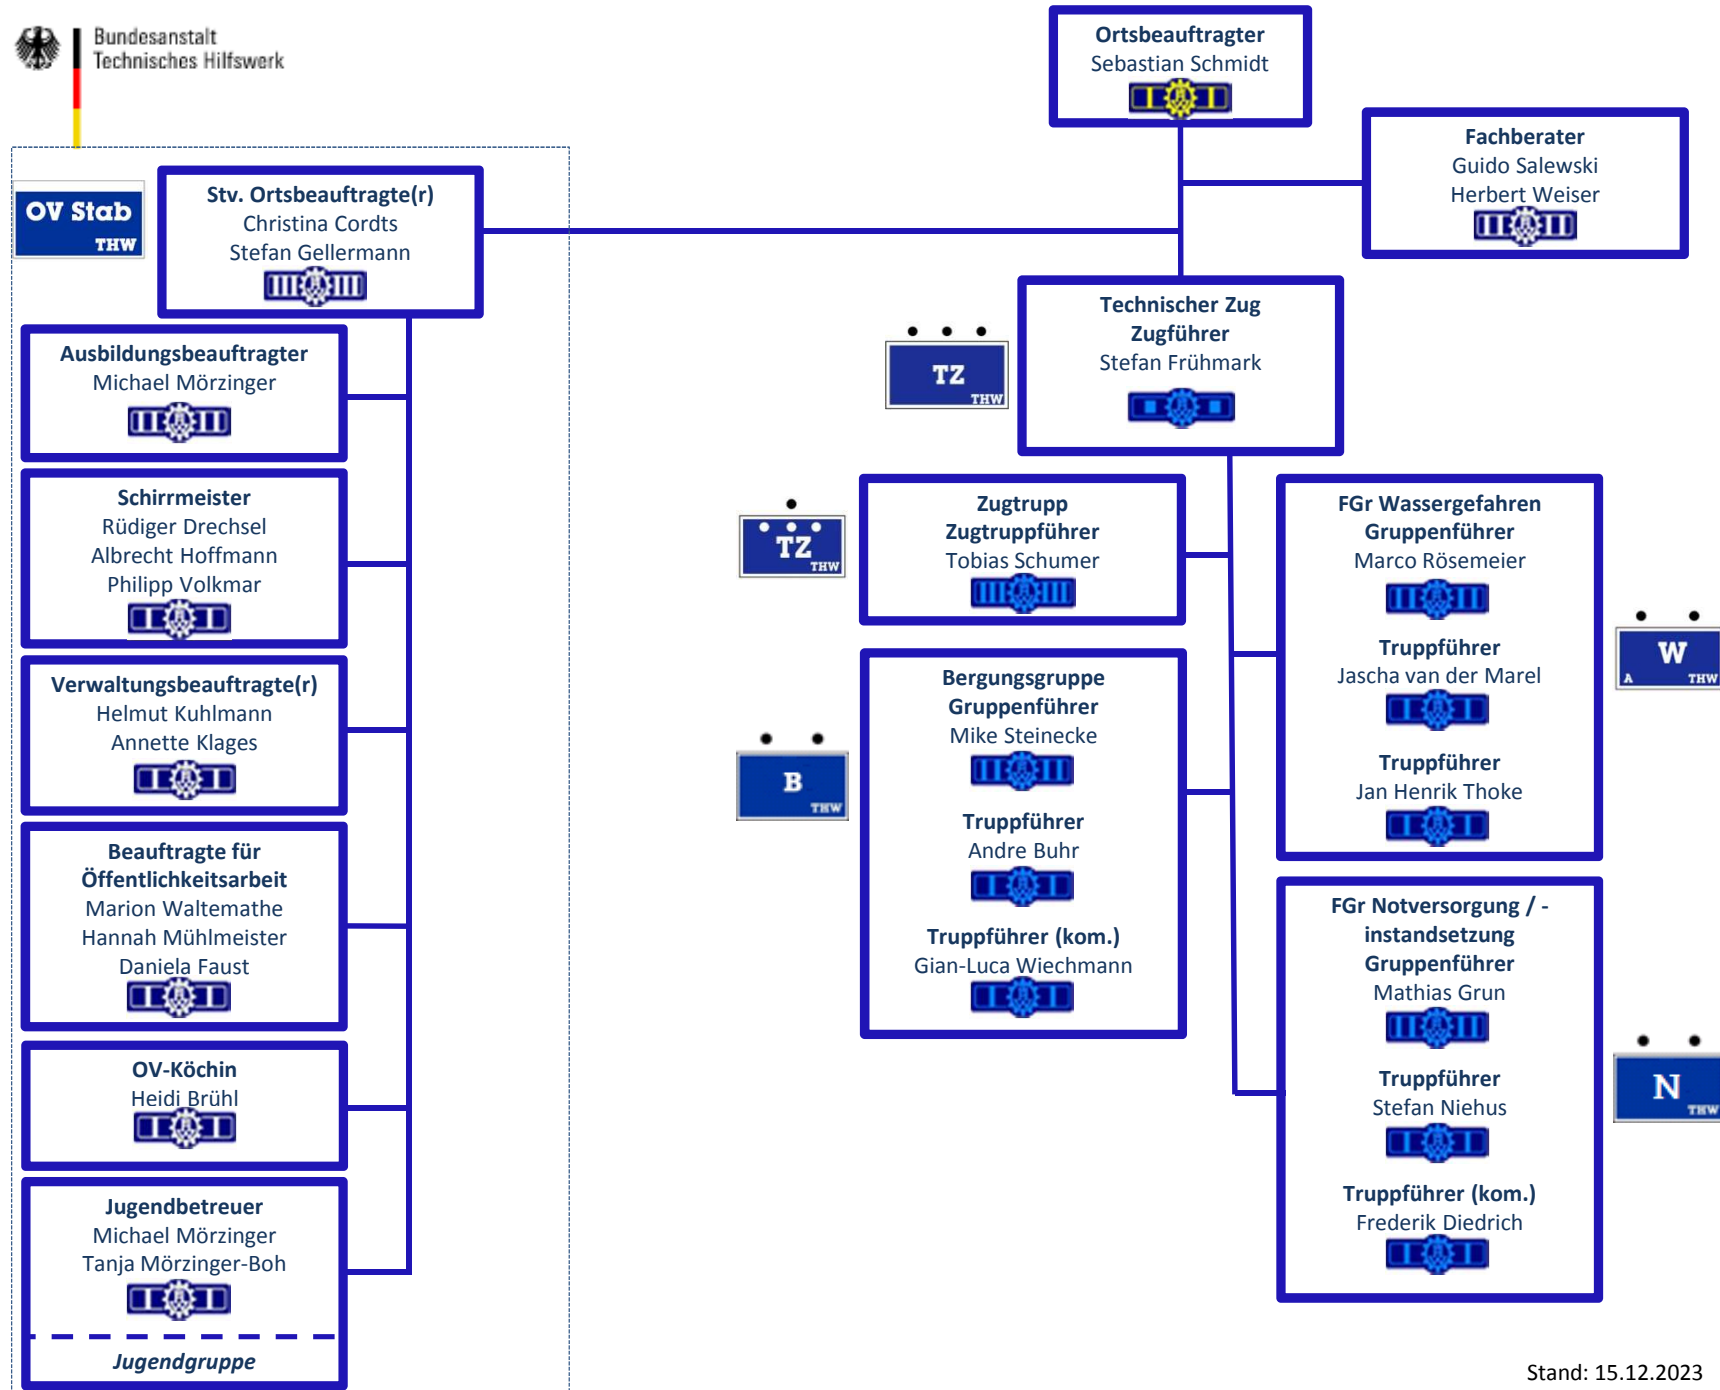 Bundesanstalt
Technisches Hilfswerk
Ortsbeauftragter
Sebastian Schmidt
Fachberater
Guido Salewski
Herbert Weiser
OV Stab
THW
Stv. Ortsbeauftragte(r)
Christina Cordts
Stefan Gellermann
Ausbildungsbeauftragter
Michael Mörzinger
Schirrmeister
Rüdiger Drechsel
Albrecht Hoffmann
Philipp Volkmar
Verwaltungsbeauftragte(r)
Helmut Kuhlmann
Annette Klages
Beauftragte für
Öffentlichkeitsarbeit
Marion Waltemathe
Hannah Mühlmeister
Daniela Faust
OV-Köchin
Heidi Brühl
Jugendbetreuer
Michael Mörzinger
Tanja Mörzinger-Boh
Jugendgruppe
Technischer Zug
Zugführer
Stefan Frühmark
TZ
THW
Zugtrupp
Zugtruppführer
Tobias Schumer
TZ
THW
Bergungsgruppe
Gruppenführer
Mike Steinecke
Truppführer
Andre Buhr
Truppführer (kom.)
Gian-Luca Wiechmann
B
THW
FGr Wassergefahren
Gruppenführer
Marco Rösemeier
Truppführer
Jascha van der Marel
Truppführer
Jan Henrik Thoke
W
A THW
FGr Notversorgung / -
instandsetzung
Gruppenführer
Mathias Grun
Truppführer
Stefan Niehus
Truppführer (kom.)
Frederik Diedrich
N
THW
Stand: 15.12.2023